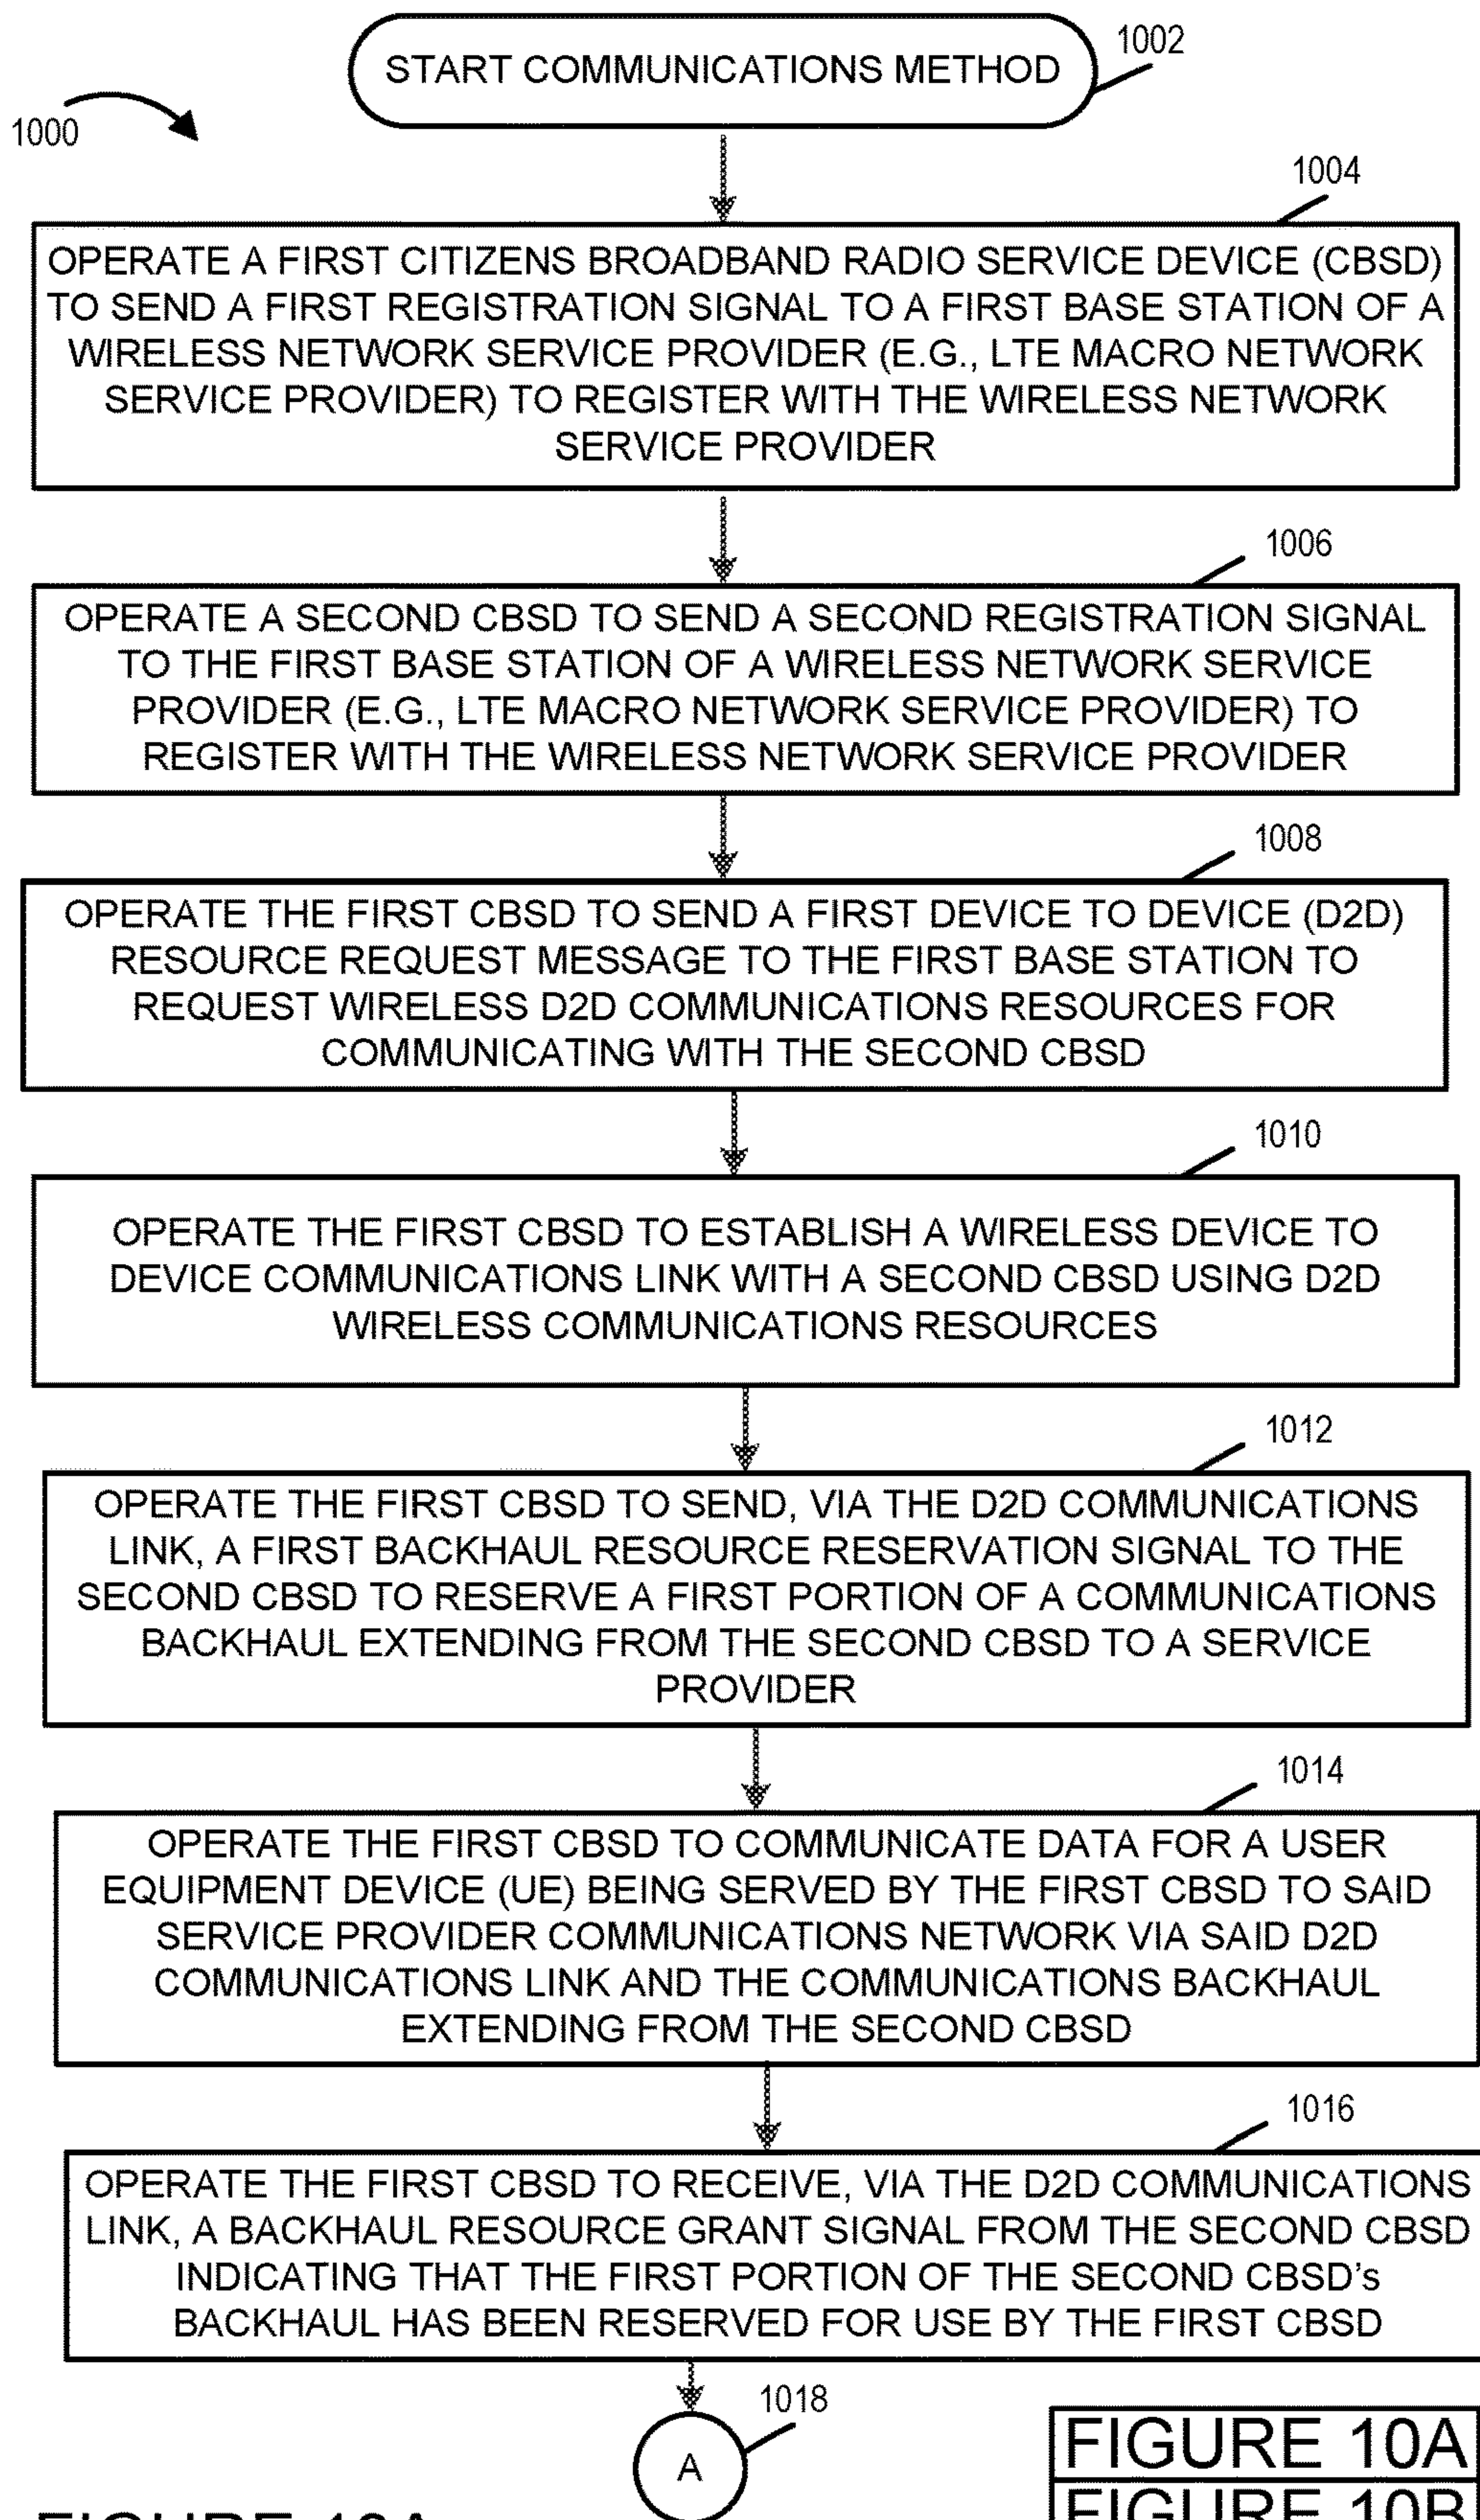 START COMMUNICATIONS METHOD
1002
1000
1004
OPERATE A FIRST CITIZENS BROADBAND RADIO SERVICE DEVICE (CBSD)
TO SEND A FIRST REGISTRATION SIGNAL TO A FIRST BASE STATION OF A
WIRELESS NETWORK SERVICE PROVIDER (E.G., LTE MACRO NETWORK
SERVICE PROVIDER) TO REGISTER WITH THE WIRELESS NETWORK
SERVICE PROVIDER
1006
OPERATE A SECOND CBSD TO SEND A SECOND REGISTRATION SIGNAL
TO THE FIRST BASE STATION OF A WIRELESS NETWORK SERVICE
PROVIDER (E.G., LTE MACRO NETWORK SERVICE PROVIDER) TO
REGISTER WITH THE WIRELESS NETWORK SERVICE PROVIDER
1008
OPERATE THE FIRST CBSD TO SEND A FIRST DEVICE TO DEVICE (D2D)
RESOURCE REQUEST MESSAGE TO THE FIRST BASE STATION TO
REQUEST WIRELESS D2D COMMUNICATIONS RESOURCES FOR
COMMUNICATING WITH THE SECOND CBSD
1010
OPERATE THE FIRST CBSD TO ESTABLISH A WIRELESS DEVICE TO
DEVICE COMMUNICATIONS LINK WITH A SECOND CBSD USING D2D
WIRELESS COMMUNICATIONS RESOURCES
1012
OPERATE THE FIRST CBSD TO SEND, VIA THE D2D COMMUNICATIONS
LINK, A FIRST BACKHAUL RESOURCE RESERVATION SIGNAL TO THE
SECOND CBSD TO RESERVE A FIRST PORTION OF A COMMUNICATIONS
BACKHAUL EXTENDING FROM THE SECOND CBSD TO A SERVICE
PROVIDER
1014
OPERATE THE FIRST CBSD TO COMMUNICATE DATA FOR A USER
EQUIPMENT DEVICE (UE) BEING SERVED BY THE FIRST CBSD TO SAID
SERVICE PROVIDER COMMUNICATIONS NETWORK VIA SAID D2D
COMMUNICATIONS LINK AND THE COMMUNICATIONS BACKHAUL
EXTENDING FROM THE SECOND CBSD
1016
OPERATE THE FIRST CBSD TO RECEIVE, VIA THE D2D COMMUNICATIONS
LINK, A BACKHAUL RESOURCE GRANT SIGNAL FROM THE SECOND CBSD
INDICATING THAT THE FIRST PORTION OF THE SECOND CBSD's
BACKHAUL HAS BEEN RESERVED FOR USE BY THE FIRST CBSD
1018
A
FIGURE 10A
FIGURE 10B
FIGURE 10A